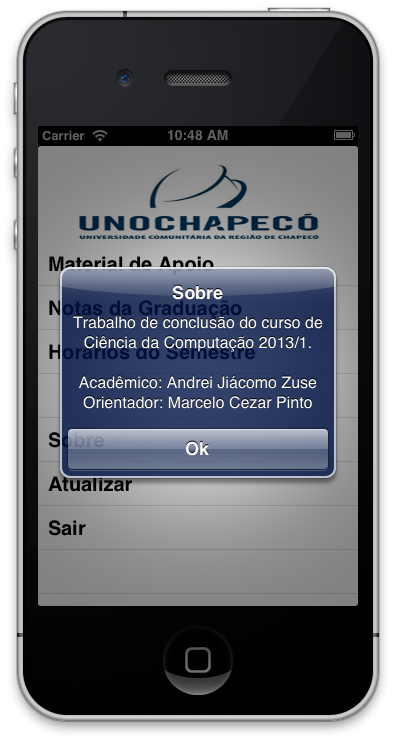 Carrier 10:48 AM
UNOCHAPECÓ
UNIVERSIDADE COMUNITÁRIA DA REGIÃO DE CHAPECÓ
Material de Apoio
Notas da Graduação
Horários do Semestre
Sobre
Trabalho de conclusão do curso de
Ciência da Computação 2013/1.
Acadêmico: Andrei Jiácomo Zuse
Orientador: Marcelo Cezar Pinto
Ok
Sobre
Atualizar
Sair